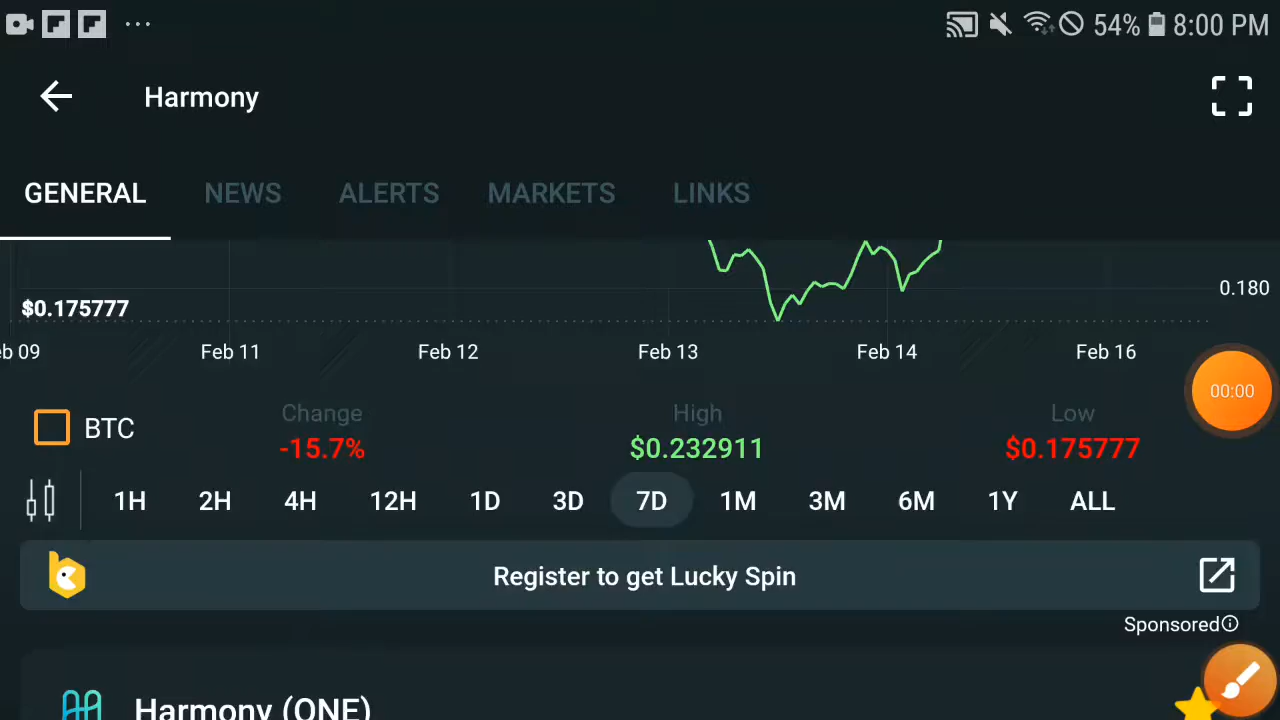 54% 8:00 PM
Harmony
GENERAL NEWS ALERTS MARKETS LINKS
$0.175777
0.180
eb 09 Feb 11 Feb 12 Feb 13 Feb 14 Feb 16
00:00
BTC
Change High Low
-15.7% $0.232911 $0.175777
1H 2H 4H 12H 1D 3D 7D 1M 3M 6M 1Y ALL
Register to get Lucky Spin
Sponsored
Harmony (ONE)